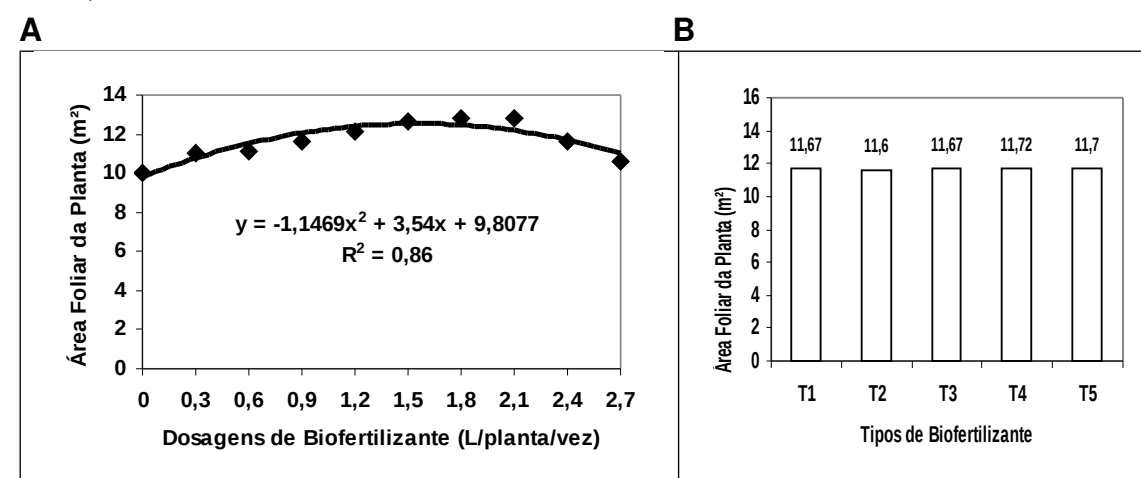 A
Área Foliar da Planta (m²)
14
12
10
8
6
4
2
0
y = -1,1469x² + 3,54x + 9,8077
R² = 0,86
0 0,3 0,6 0,9 1,2 1,5 1,8 2,1 2,4 2,7
Dosagens de Biofertilizante (L/planta/vez)
B
Área Foliar da Planta (m²)
16
14
12
10
8
6
4
2
0
11,67 11,6 11,67 11,72 11,7
T1 T2 T3 T4 T5
Tipos de Biofertilizante